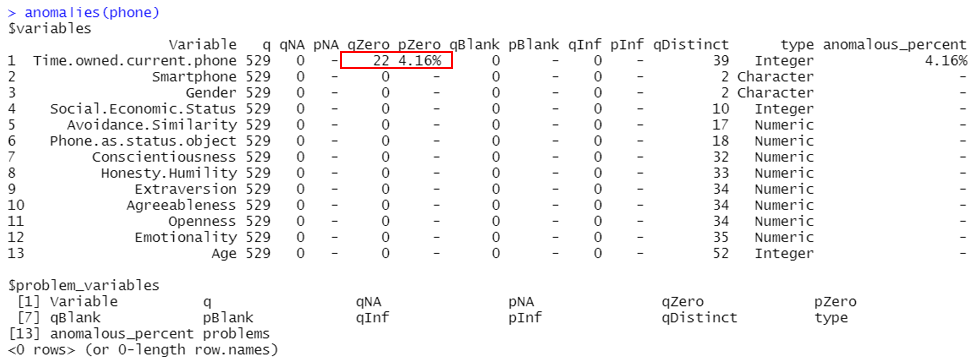 > anomalies(phone)
$variables
Variable q qNA pNA qZero pZero qBlank pBlank qInf pInf qDistinct type anomalous_percent
1 Time.owned.current.phone 529 0 - 22 4.16% 0 - 0 - 39 Integer 4.16%
2 Smartphone 529 0 - 0 - 0 - 0 - 2 Character -
3 Gender 529 0 - 0 - 0 - 0 - 2 Character -
4 Social.Economic.Status 529 0 - 0 - 0 - 0 - 10 Integer -
5 Avoidance.Similarity 529 0 - 0 - 0 - 0 - 17 Numeric -
6 Phone.as.status.object 529 0 - 0 - 0 - 0 - 18 Numeric -
7 Conscientiousness 529 0 - 0 - 0 - 0 - 32 Numeric -
8 Honesty.Humility 529 0 - 0 - 0 - 0 - 33 Numeric -
9 Extraversion 529 0 - 0 - 0 - 0 - 34 Numeric -
10 Agreeableness 529 0 - 0 - 0 - 0 - 34 Numeric -
11 Openness 529 0 - 0 - 0 - 0 - 34 Numeric -
12 Emotionality 529 0 - 0 - 0 - 0 - 35 Numeric -
13 Age 529 0 - 0 - 0 - 0 - 52 Integer -
$problem_variables
[1] Variable q qNA pNA qZero pZero
[7] qBlank pBlank qInf pInf qDistinct type
[13] anomalous_percent problems
<0 rows> (or 0-length row.names)